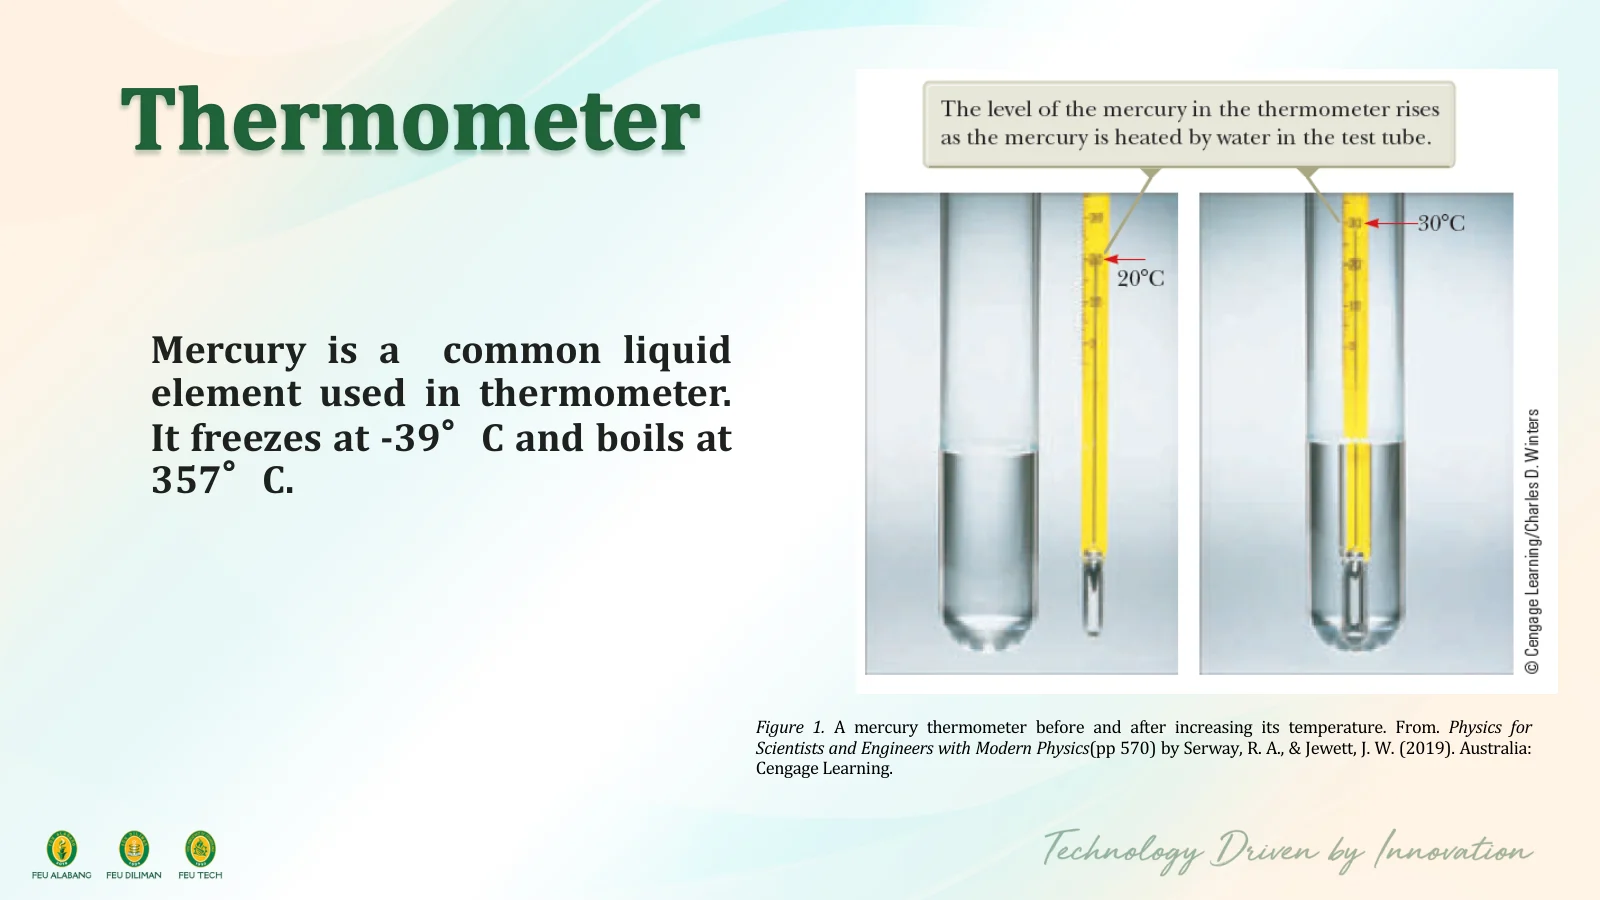 Thermometer
Mercury is a common liquid
element used in thermometer.
It freezes at -39° C and boils at
357° C.
The level of the mercury in the thermometer rises
as the mercury is heated by water in the test tube.
20°C
30°C
© Cengage Learning/Charles D. Winters
Figure 1. A mercury thermometer before and after increasing its temperature. From. Physics for
Scientists and Engineers with Modern Physics(pp 570) by Serway, R. A., & Jewett, J. W. (2019). Australia:
Cengage Learning.
FEU ALABANG
FEU DILIMAN
FEU TECH
Technology Driven by Innovation